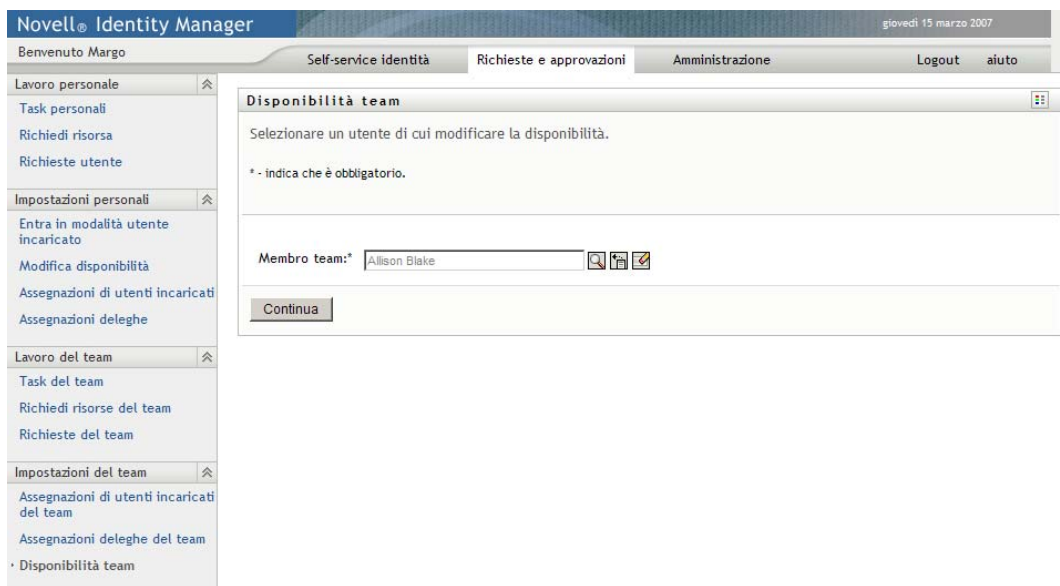 Novell® Identity Manager
giovedì 15 marzo 2007
Benvenuto Margo
Self-service identità
Richieste e approvazioni
Amministrazione
Logout
aiuto
Lavoro personale
Task personali
Richiedi risorsa
Richieste utente
Impostazioni personali
Entra in modalità utente
incaricato
Modifica disponibilità
Assegnazioni di utenti incaricati
Assegnazioni deleghe
Lavoro del team
Task del team
Richiedi risorse del team
Richieste del team
Impostazioni del team
Assegnazioni di utenti incaricati
del team
Assegnazioni deleghe del team
· Disponibilità team
Disponibilità team
Selezionare un utente di cui modificare la disponibilità.
* - indica che è obbligatorio.
Membro team:* Allison Blake
Continua